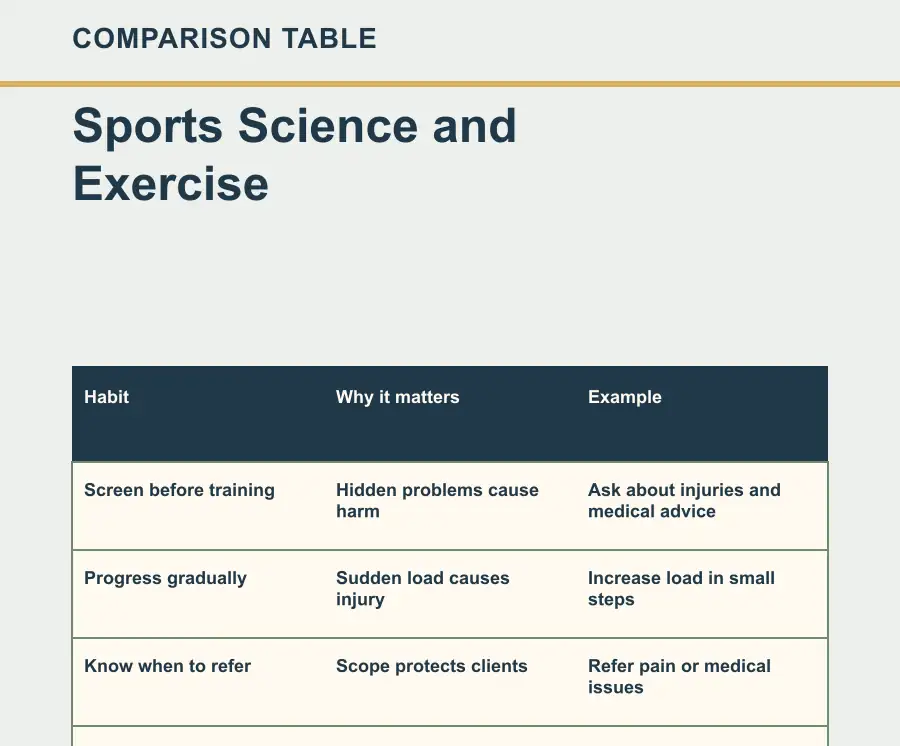 COMPARISON TABLE
Sports Science and
Exercise
Habit Why it matters Example
Screen before training Hidden problems cause Ask about injuries and
harm medical advice
Progress gradually Sudden load causes Increase load in small
injury steps
Know when to refer Scope protects clients Refer pain or medical
issues